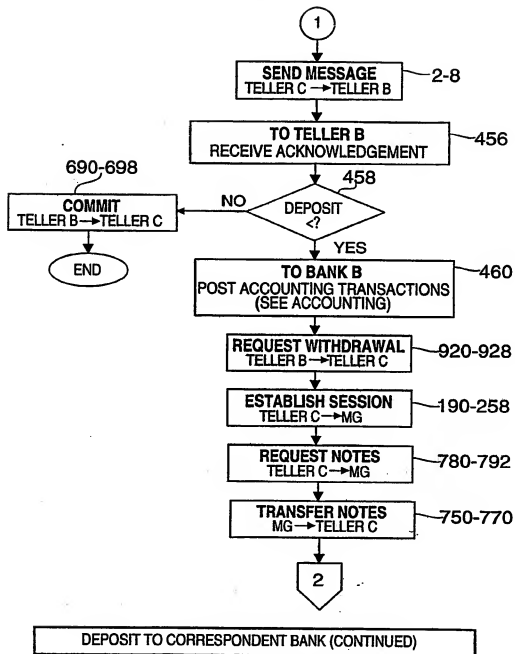 1
SEND MESSAGE
TELLER C → TELLER B
2-8
TO TELLER B
RECEIVE ACKNOWLEDGEMENT
456
690-698
COMMIT
TELLER B → TELLER C
NO
458
DEPOSIT
<?
END
YES
TO BANK B
POST ACCOUNTING TRANSACTIONS
(SEE ACCOUNTING)
460
REQUEST WITHDRAWAL
TELLER B → TELLER C
920-928
ESTABLISH SESSION
TELLER C → MG
190-258
REQUEST NOTES
TELLER C → MG
780-792
TRANSFER NOTES
MG → TELLER C
750-770
2
DEPOSIT TO CORRESPONDENT BANK (CONTINUED)